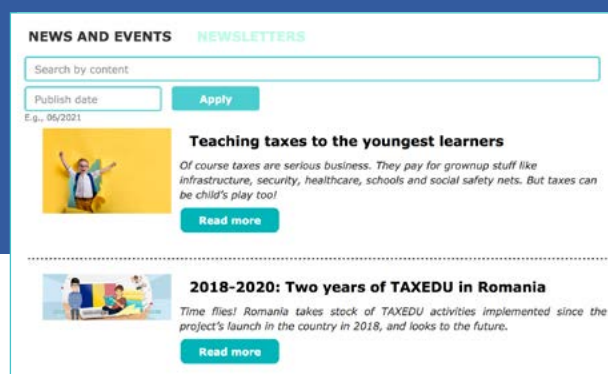 NEWS AND EVENTS NEWSLETTERS
Search by content
Publish date Apply
E.g., 06/2021
Teaching taxes to the youngest learners
Of course taxes are serious business. They pay for grownup stuff like
infrastructure, security, healthcare, schools and social safety nets. But taxes can
be child's play too!
Read more
2018-2020: Two years of TAXEDU in Romania
Time flies! Romania takes stock of TAXEDU activities implemented since the
project's launch in the country in 2018, and looks to the future.
Read more